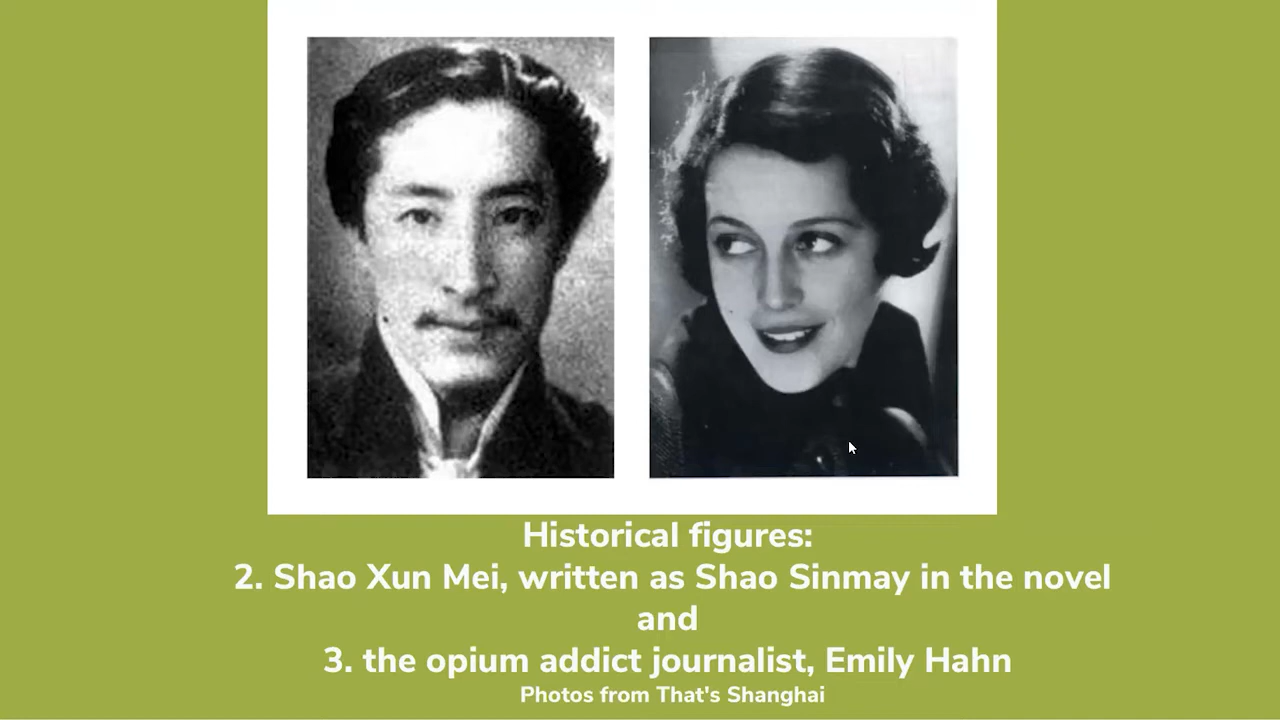 Historical figures:
2. Shao Xun Mei, written as Shao Sinmay in the novel
and
3. the opium addict journalist, Emily Hahn
Photos from That's Shanghai